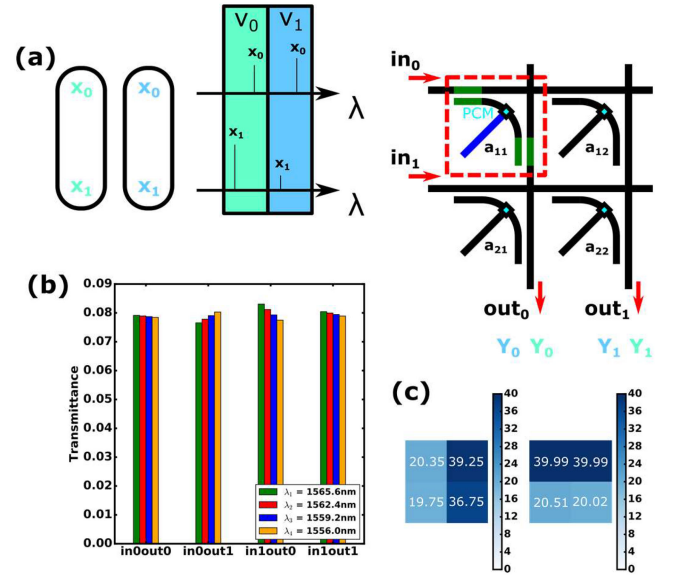 (a)
x₀
x₁
x₀
x₁
V₀ V₁
x₀
x₀
λ
x₁
x₁
λ
in₀
in₁
PCM
a₁₁
a₁₂
a₂₁
a₂₂
out₀
out₁
Y₀ Y₀
Y₁ Y₁
(b)
Transmittance
0.09
0.08
0.07
0.06
0.05
0.04
0.03
0.02
0.01
0.00
in0out0
in0out1
in1out0
in1out1
λ₁ = 1565.6nm
λ₂ = 1562.4nm
λ₃ = 1559.2nm
λ₄ = 1556.0nm
(c)
20.35 39.25
19.75 36.75
40
36
32
28
24
20
16
12
8
4
0
39.99 39.99
20.51 20.02
40
36
32
28
24
20
16
12
8
4
0